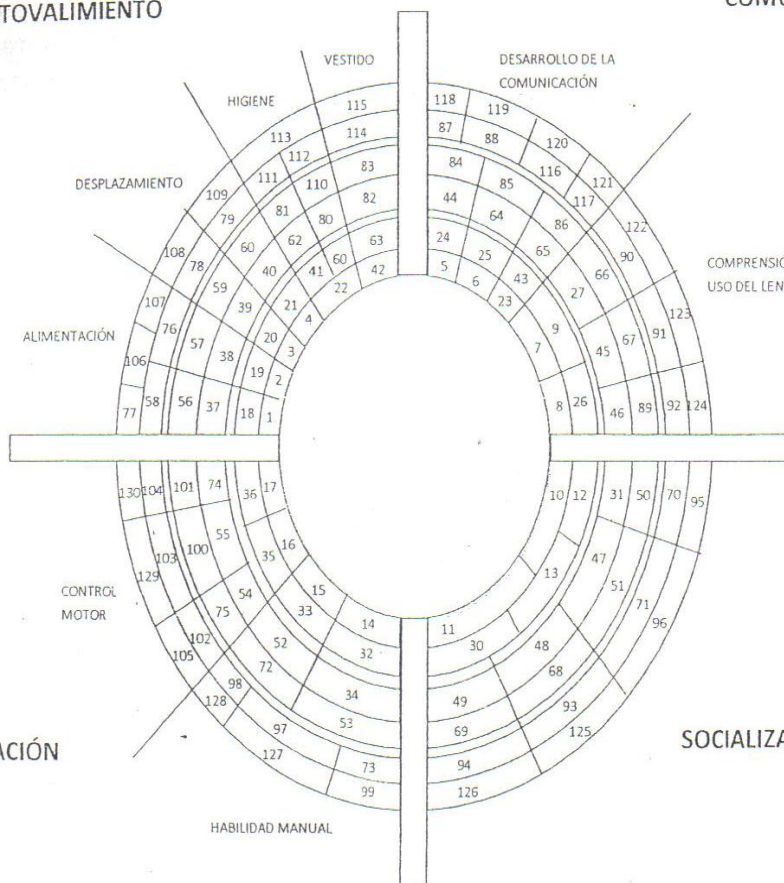 TOVALIMIENTO
VESTIDO
DESARROLLO DE LA
COMUNICACIÓN
HIGIENE
DESPLAZAMIENTO
ALIMENTACIÓN
COMPRENSIO
USO DEL LEN
115 118 119
113 114 87 88 120
112 83 84 116 121
109 111 110 82 85 117
79 81 80 44 64 86 122
108 60 62 63 24 65 90
78 40 41 60 42 5 25 43 66
107 59 21 22 6 23 27 123
76 57 39 4 9 67 91
106 38 20 3 7 45
77 58 56 37 19 2 18 1 8 26 46 89 92 124
130 104 101 74 36 17 10 12 31 50 70 95
129 103 100 55 35 16 13 47 51
75 54 33 15 71 96
105 102 52 14 11 30 48
72 32 68
128 98 34 49 93
97 53 69 125
127 73 94
99 126
CONTROL
MOTOR
ACIÓN
SOCIALIZA
HABILIDAD MANUAL